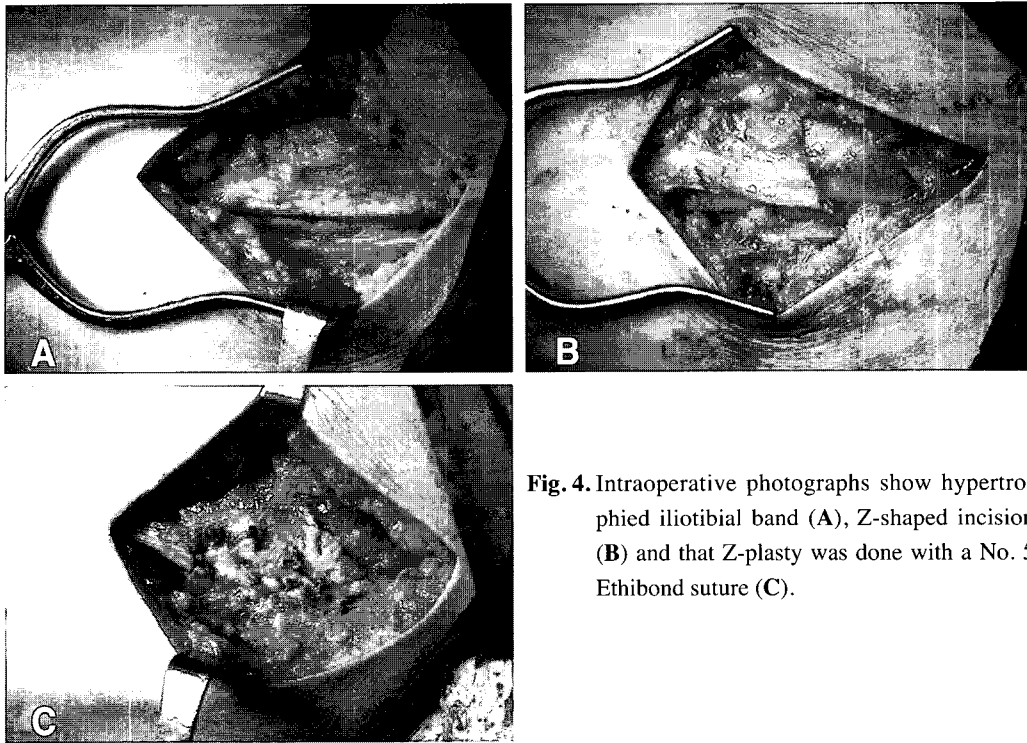 A
B
C
Fig. 4. Intraoperative photographs show hypertro-
phied iliotibial band (A), Z-shaped incision
(B) and that Z-plasty was done with a No. 5
Ethibond suture (C).